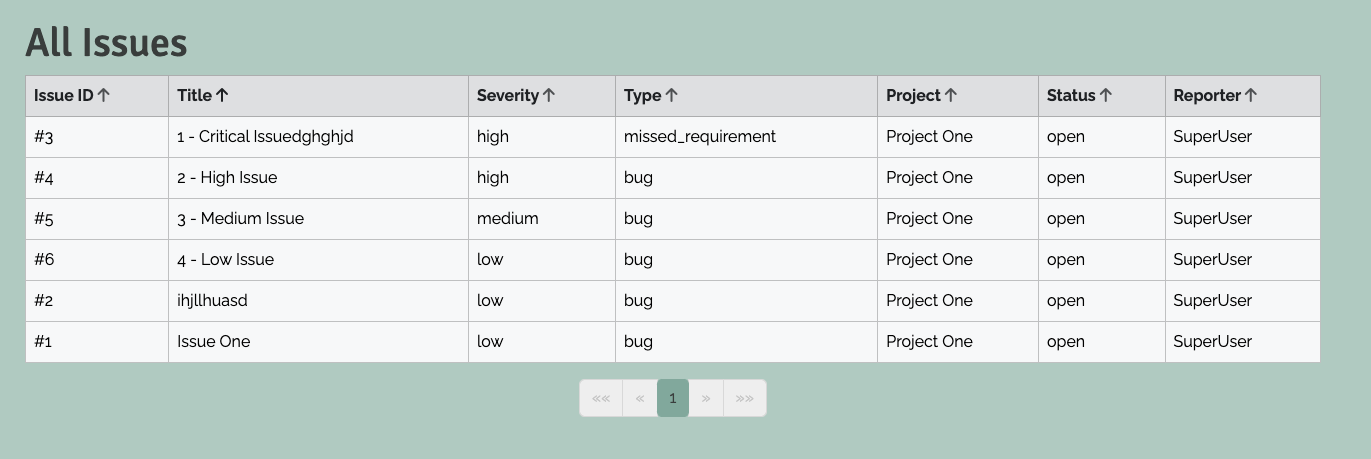 All Issues
Issue ID ↑ Title ↑ Severity ↑ Type ↑ Project ↑ Status ↑ Reporter ↑
#3 1 - Critical Issuedghghjd high missed_requirement Project One open SuperUser
#4 2 - High Issue high bug Project One open SuperUser
#5 3 - Medium Issue medium bug Project One open SuperUser
#6 4 - Low Issue low bug Project One open SuperUser
#2 ihjllhuasd low bug Project One open SuperUser
#1 Issue One low bug Project One open SuperUser
«« « 1 » »»